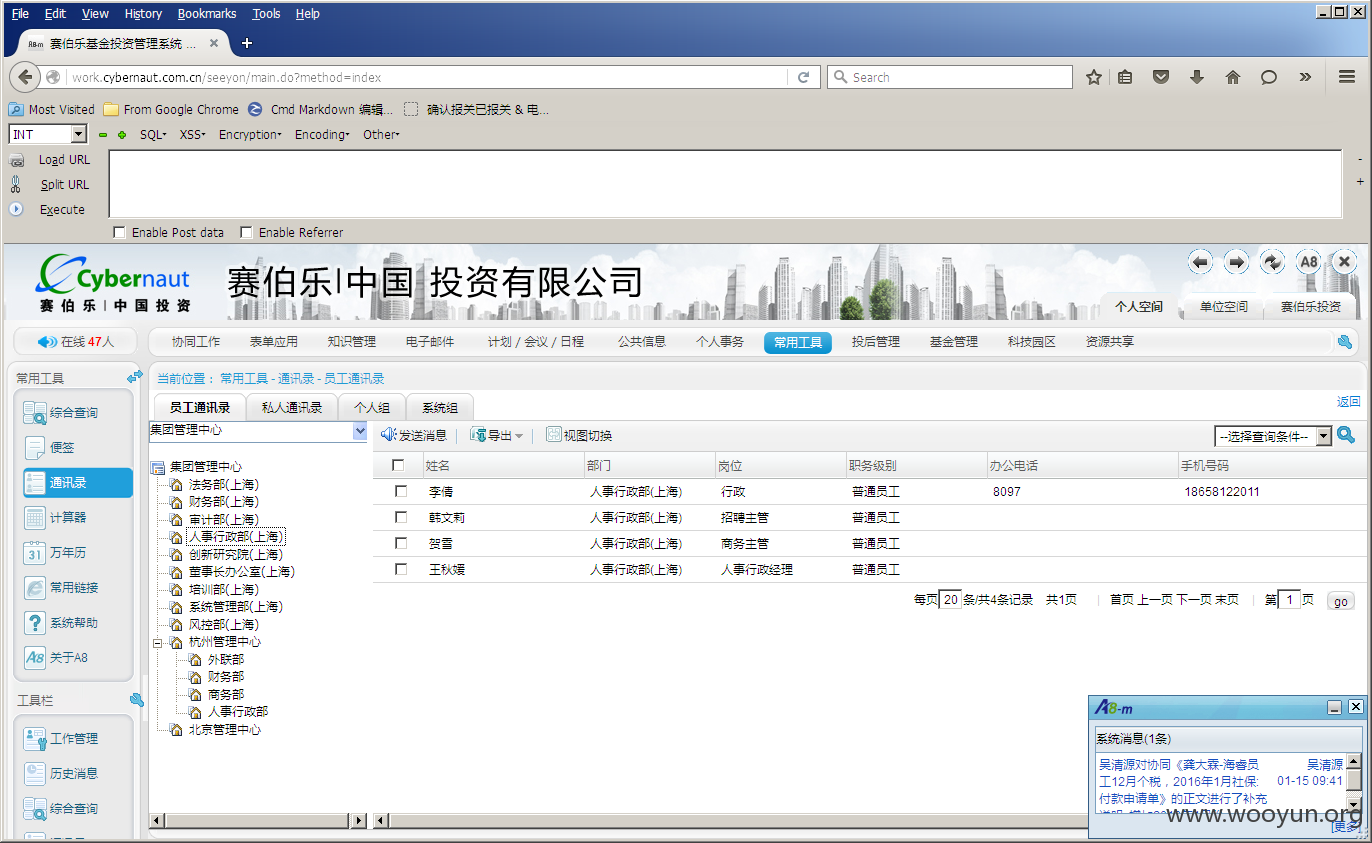 File Edit View History Bookmarks Tools Help
赛伯乐基金投资管理系统 ...
work.cybernaut.com.cn/seeyon/main.do?method=index
Search
Most Visited From Google Chrome Cmd Markdown 编辑... 确认报关已报关 & 电...
INT SQL XSS Encryption Encoding Other
Load URL
Split URL
Execute
- 
+
Enable Post data Enable Referrer
Cybernaut
赛伯乐|中国投资
赛伯乐|中国 投资有限公司
A8
个人空间 单位空间 赛伯乐投资
在线 47人
协同工作 表单应用 知识管理 电子邮件 计划 / 会议 / 日程 公共信息 个人事务 常用工具 投后管理 基金管理 科技园区 资源共享
常用工具
综合查询
便签
通讯录
计算器
31 万年历
常用链接
系统帮助
A8 关于A8
工具栏
工作管理
历史消息
综合查询
当前位置： 常用工具 - 通讯录 - 员工通讯录
员工通讯录 私人通讯录 个人组 系统组
返回
集团管理中心
集团管理中心
法务部(上海)
财务部(上海)
审计部(上海)
人事行政部(上海)
创新研究院(上海)
董事长办公室(上海)
培训部(上海)
系统管理部(上海)
风控部(上海)
杭州管理中心
外联部
财务部
商务部
人事行政部
北京管理中心
发送消息 导出 视图切换
--选择查询条件--
姓名 部门 岗位 职务级别 办公电话 手机号码
李倩 人事行政部(上海) 行政 普通员工 8097 18658122011
韩文莉 人事行政部(上海) 招聘主管 普通员工
贺雪 人事行政部(上海) 商务主管 普通员工
王秋媛 人事行政部(上海) 人事行政经理 普通员工
每页 20 条/共4条记录 共1页 首页 上一页 下一页 末页 第 1 页 go
A8-m
系统消息(1条)
吴清源对协同《龚大霖-海睿员 吴清源
工12月个税，2016年1月社保: 01-15 09:41
付款申请单》的正文进行了补充
[更多]
www.wooyun.org